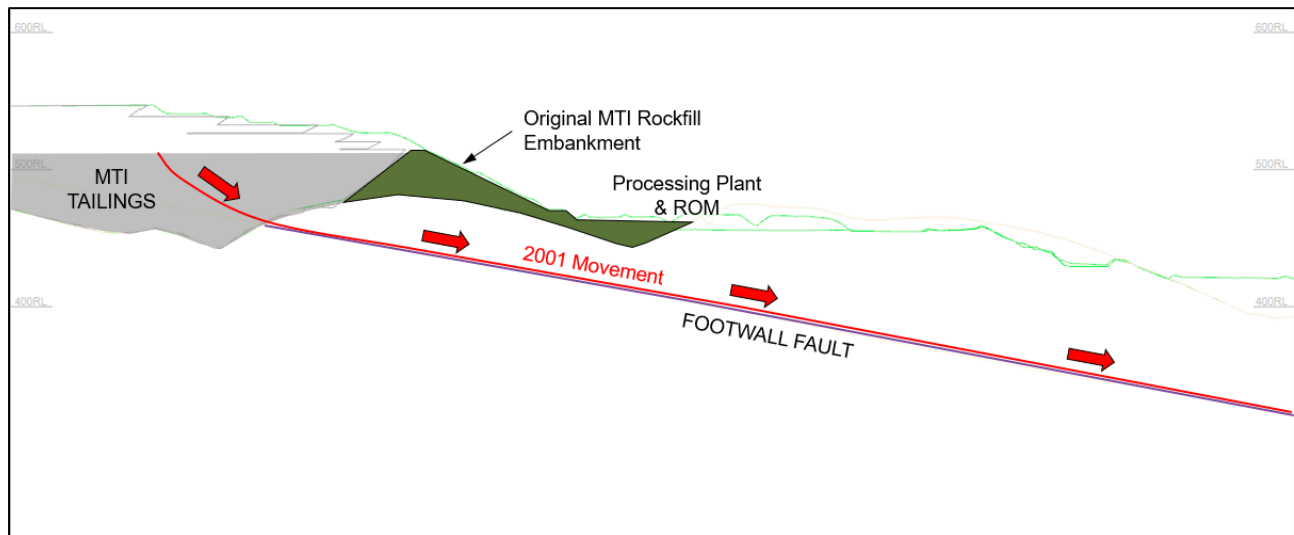 600RL
600RL
Original MTI Rockfill
Embankment
500RL
500RL
MTI
TAILINGS
Processing Plant
& ROM
2001 Movement
400RL
400RL
FOOTWALL FAULT